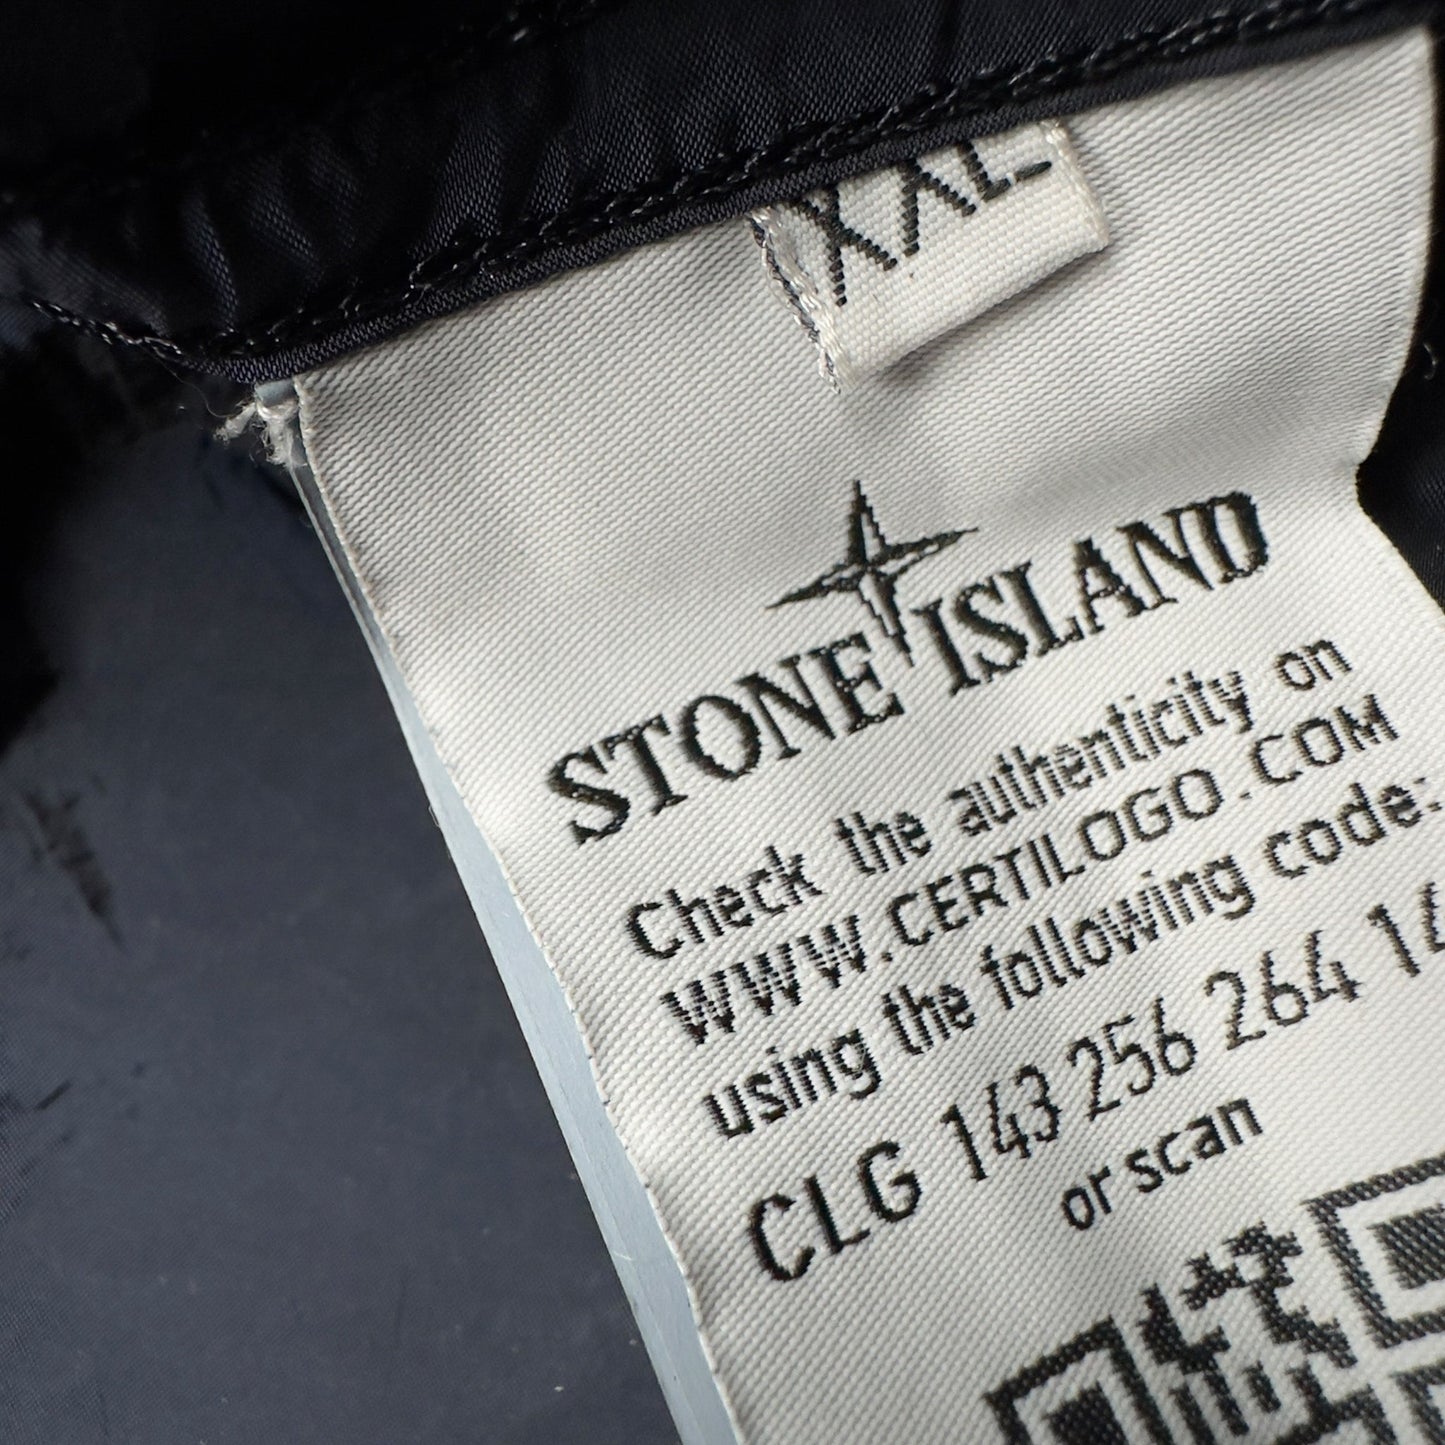 XXL
STONE ISLAND
Check the authenticity on
WWW.CERTILOGO.COM
using the following code:
CLG 143 256 264 14
or scan